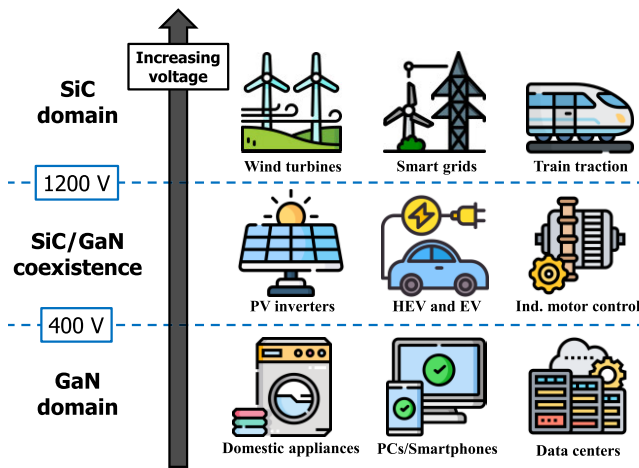 Increasing
voltage
SiC
domain
Wind turbines
Smart grids
Train traction
1200 V
SiC/GaN
coexistence
PV inverters
HEV and EV
Ind. motor control
400 V
GaN
domain
Domestic appliances
PCs/Smartphones
Data centers